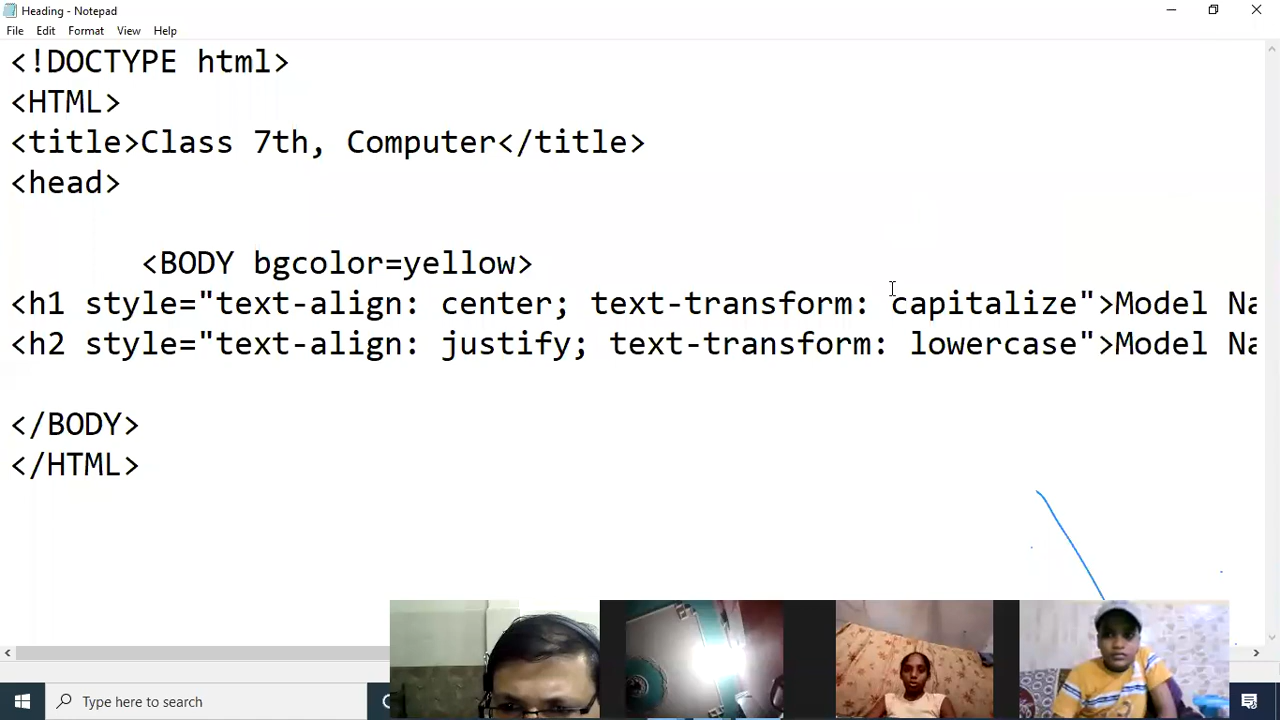 Heading - Notepad
File Edit Format View Help
<!DOCTYPE html>
<HTML>
<title>Class 7th, Computer</title>
<head>
<BODY bgcolor=yellow>
<h1 style="text-align: center; text-transform: capitalize">Model Na
<h2 style="text-align: justify; text-transform: lowercase">Model Na
</BODY>
</HTML>
Type here to search